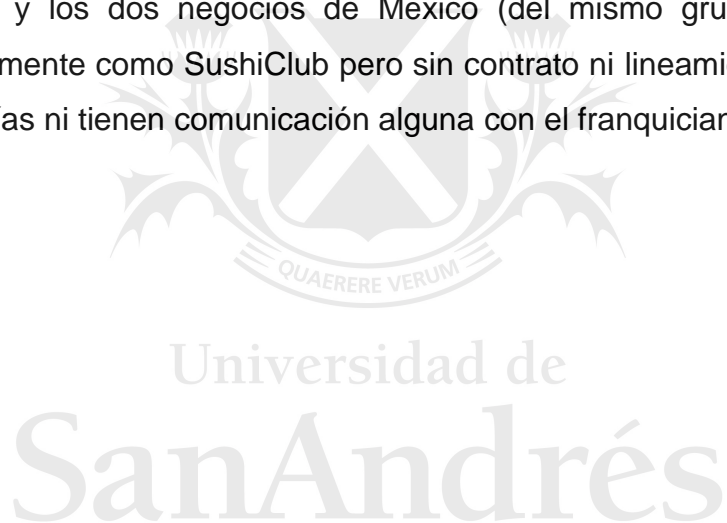 y los dos negocios de México (del mismo gru
mente como SushiClub pero sin contrato ni lineami
ías ni tienen comunicación alguna con el franquician
QUAERERE VERUM
Universidad de
SanAndrés